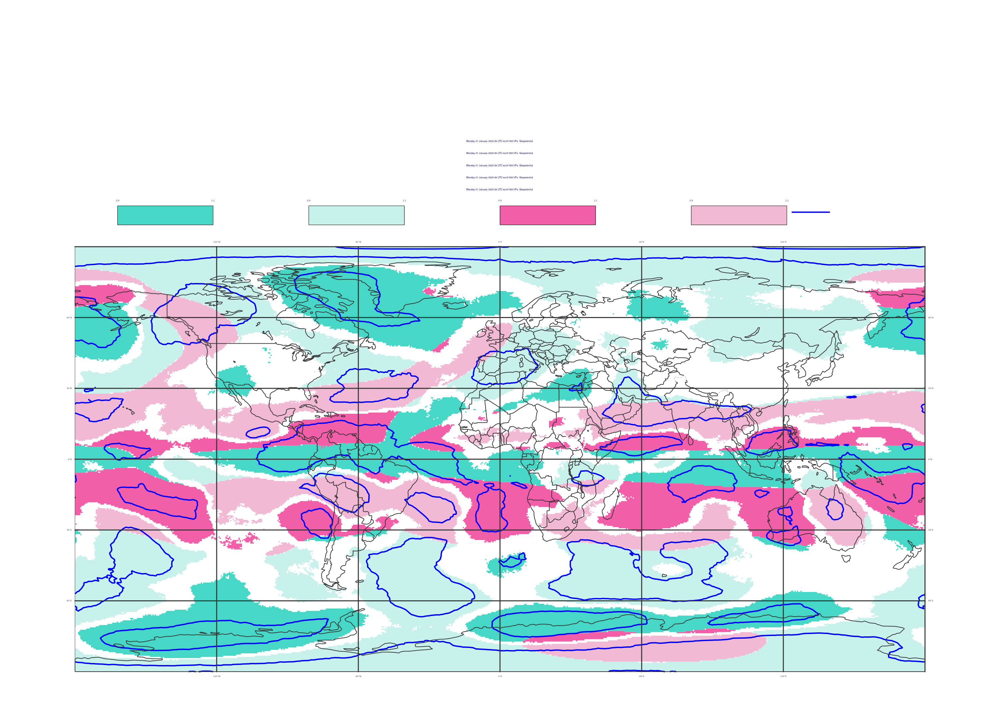 Monday 01 January 2024 06 UTC ecmf 500 hPa  Geopotential
Monday 01 January 2024 06 UTC ecmf 500 hPa  Geopotential
Monday 01 January 2024 06 UTC ecmf 500 hPa  Geopotential
Monday 01 January 2024 06 UTC ecmf 500 hPa  Geopotential
Monday 01 January 2024 06 UTC ecmf 500 hPa  Geopotential
0.9 1.1 0.9 1.1 0.9 1.1 0.9 1.1
120°W 60°W 0°E 60°E 120°E
60°N 60°N
30°N 30°N
0°N 0°N
30°S 30°S
60°S 60°S
120°W 60°W 0°E 60°E 120°E